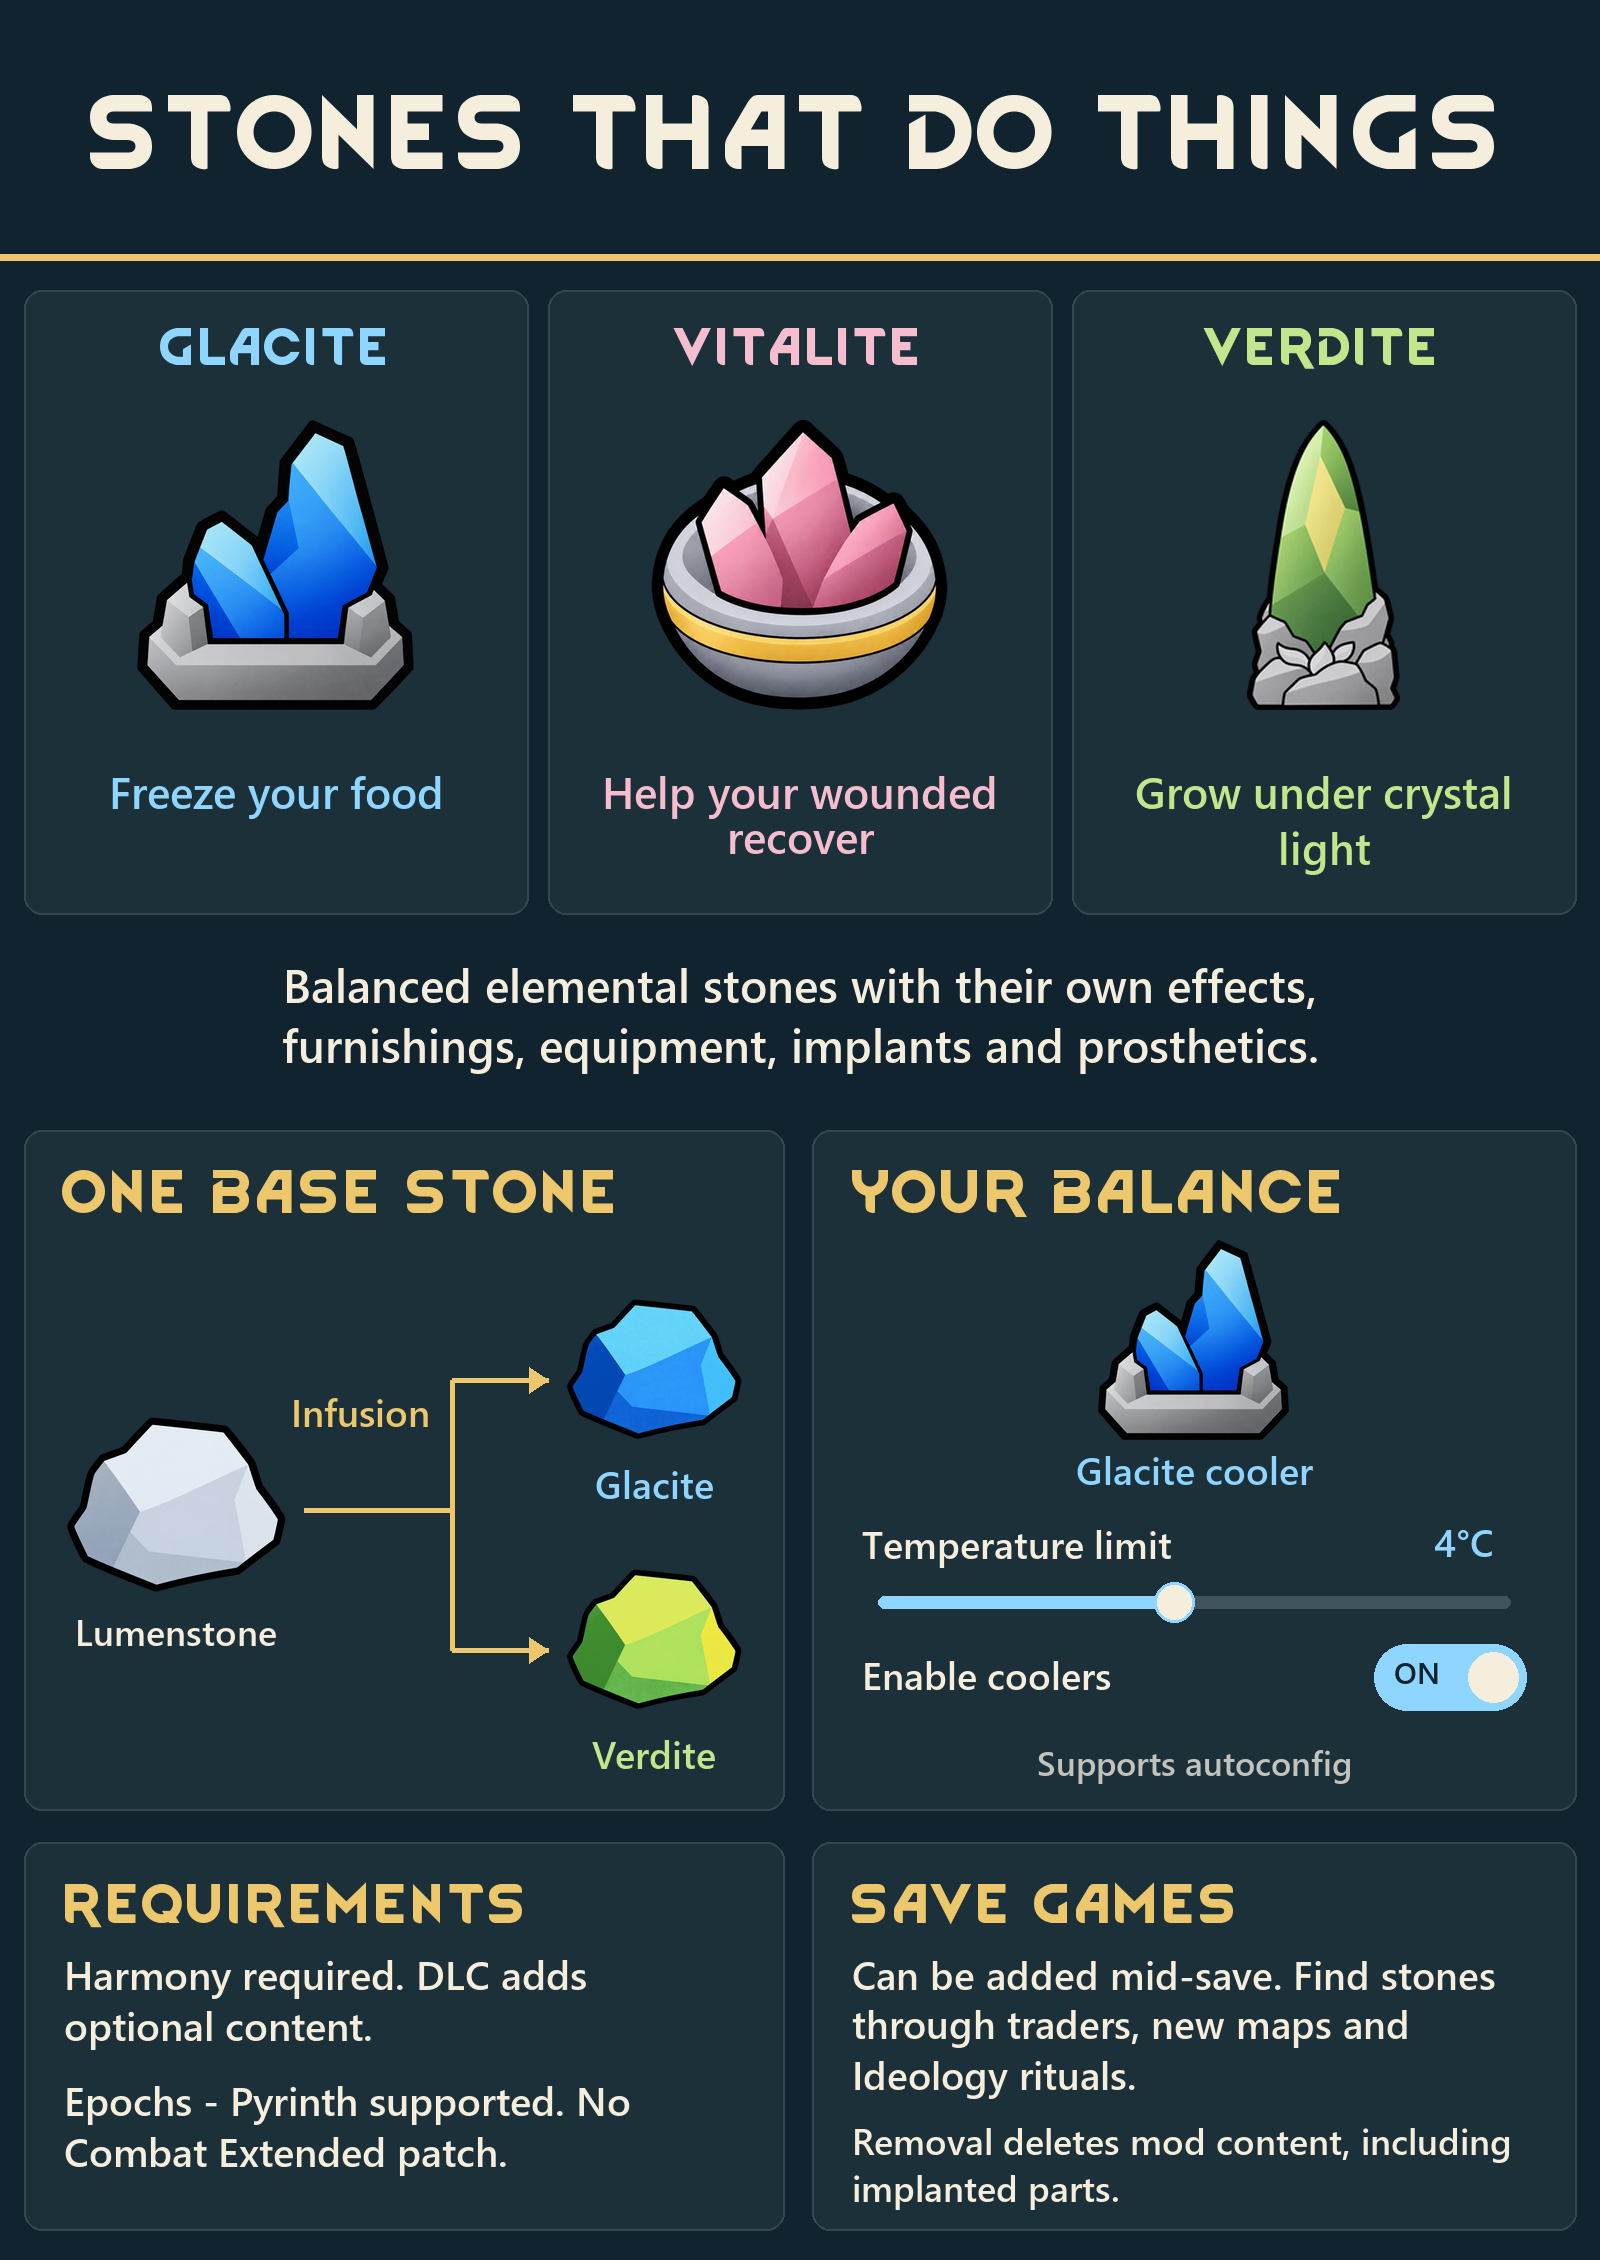 STONES THAT DO THINGS
GLACITE
Freeze your food
VITALITE
Help your wounded
recover
VERDITE
Grow under crystal
light
Balanced elemental stones with their own effects,
furnishings, equipment, implants and prosthetics.
ONE BASE STONE
Infusion
Lumenstone
Glacite
Verdite
YOUR BALANCE
Glacite cooler
Temperature limit 4°C
Enable coolers ON
Supports autoconfig
REQUIREMENTS
Harmony required. DLC adds
optional content.
Epochs - Pyrinth supported. No
Combat Extended patch.
SAVE GAMES
Can be added mid-save. Find stones
through traders, new maps and
Ideology rituals.
Removal deletes mod content, including
implanted parts.